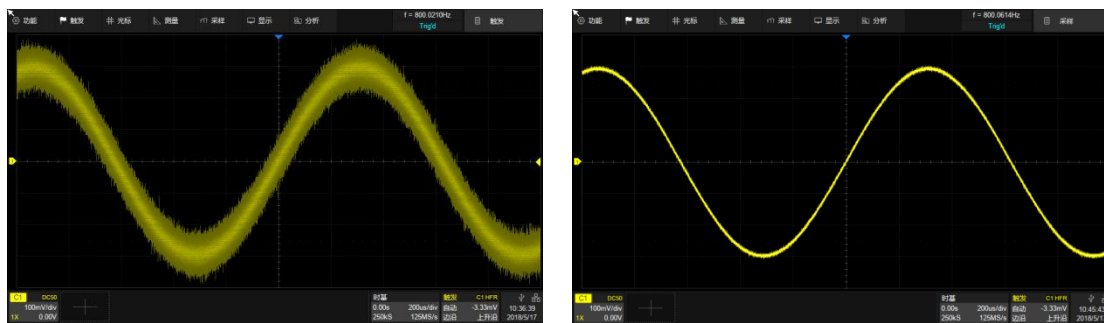 功能 触发 光标 测量 采样 显示 分析 f = 800.0210Hz Trig'd 触发
C1 DC50 100mV/div 1X 0.00V
时基 0.00s 200us/div 250kS 125MS/s
触发 C1 HFR 自动 -3.33mV 边沿 上升沿
10:36:39 2018/5/17
功能 触发 光标 测量 采样 显示 分析 f = 800.0614Hz Trig'd 采样
C1 DC50 100mV/div 1X 0.00V
时基 0.00s 200us/div 250kS 125MS/s
触发 C1 HFR 自动 -3.33mV 边沿 上升沿
10:45:43